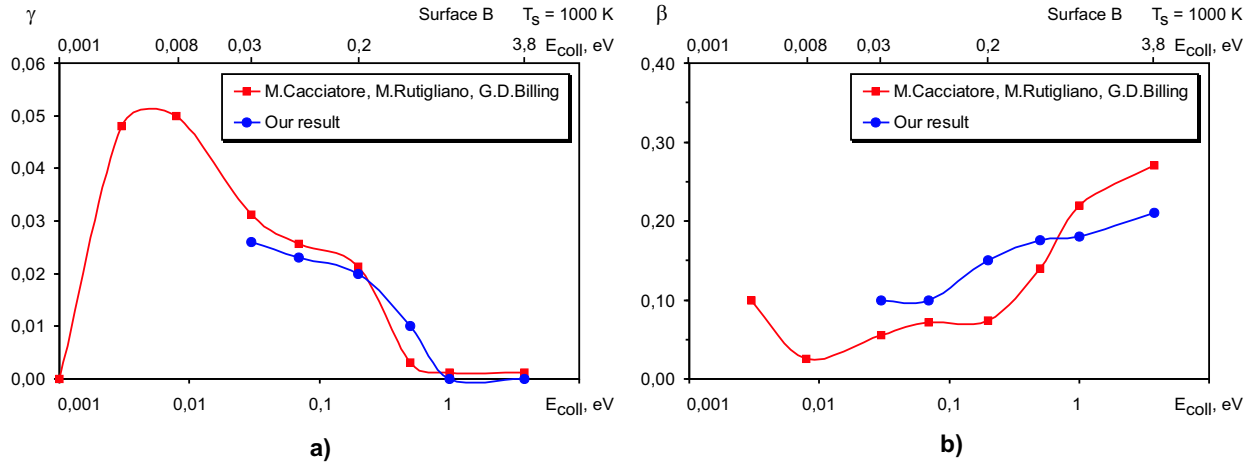 γ Surface B T_S = 1000 K
0,001 0,008 0,03 0,2 3,8 E_coll, eV
0,06
0,05
0,04
0,03
0,02
0,01
0,00
M.Cacciatore, M.Rutigliano, G.D.Billing
Our result
0,001 0,01 0,1 1 E_coll, eV
a)
β Surface B T_S = 1000 K
0,001 0,008 0,03 0,2 3,8 E_coll, eV
0,40
0,30
0,20
0,10
0,00
M.Cacciatore, M.Rutigliano, G.D.Billing
Our result
0,001 0,01 0,1 1 E_coll, eV
b)